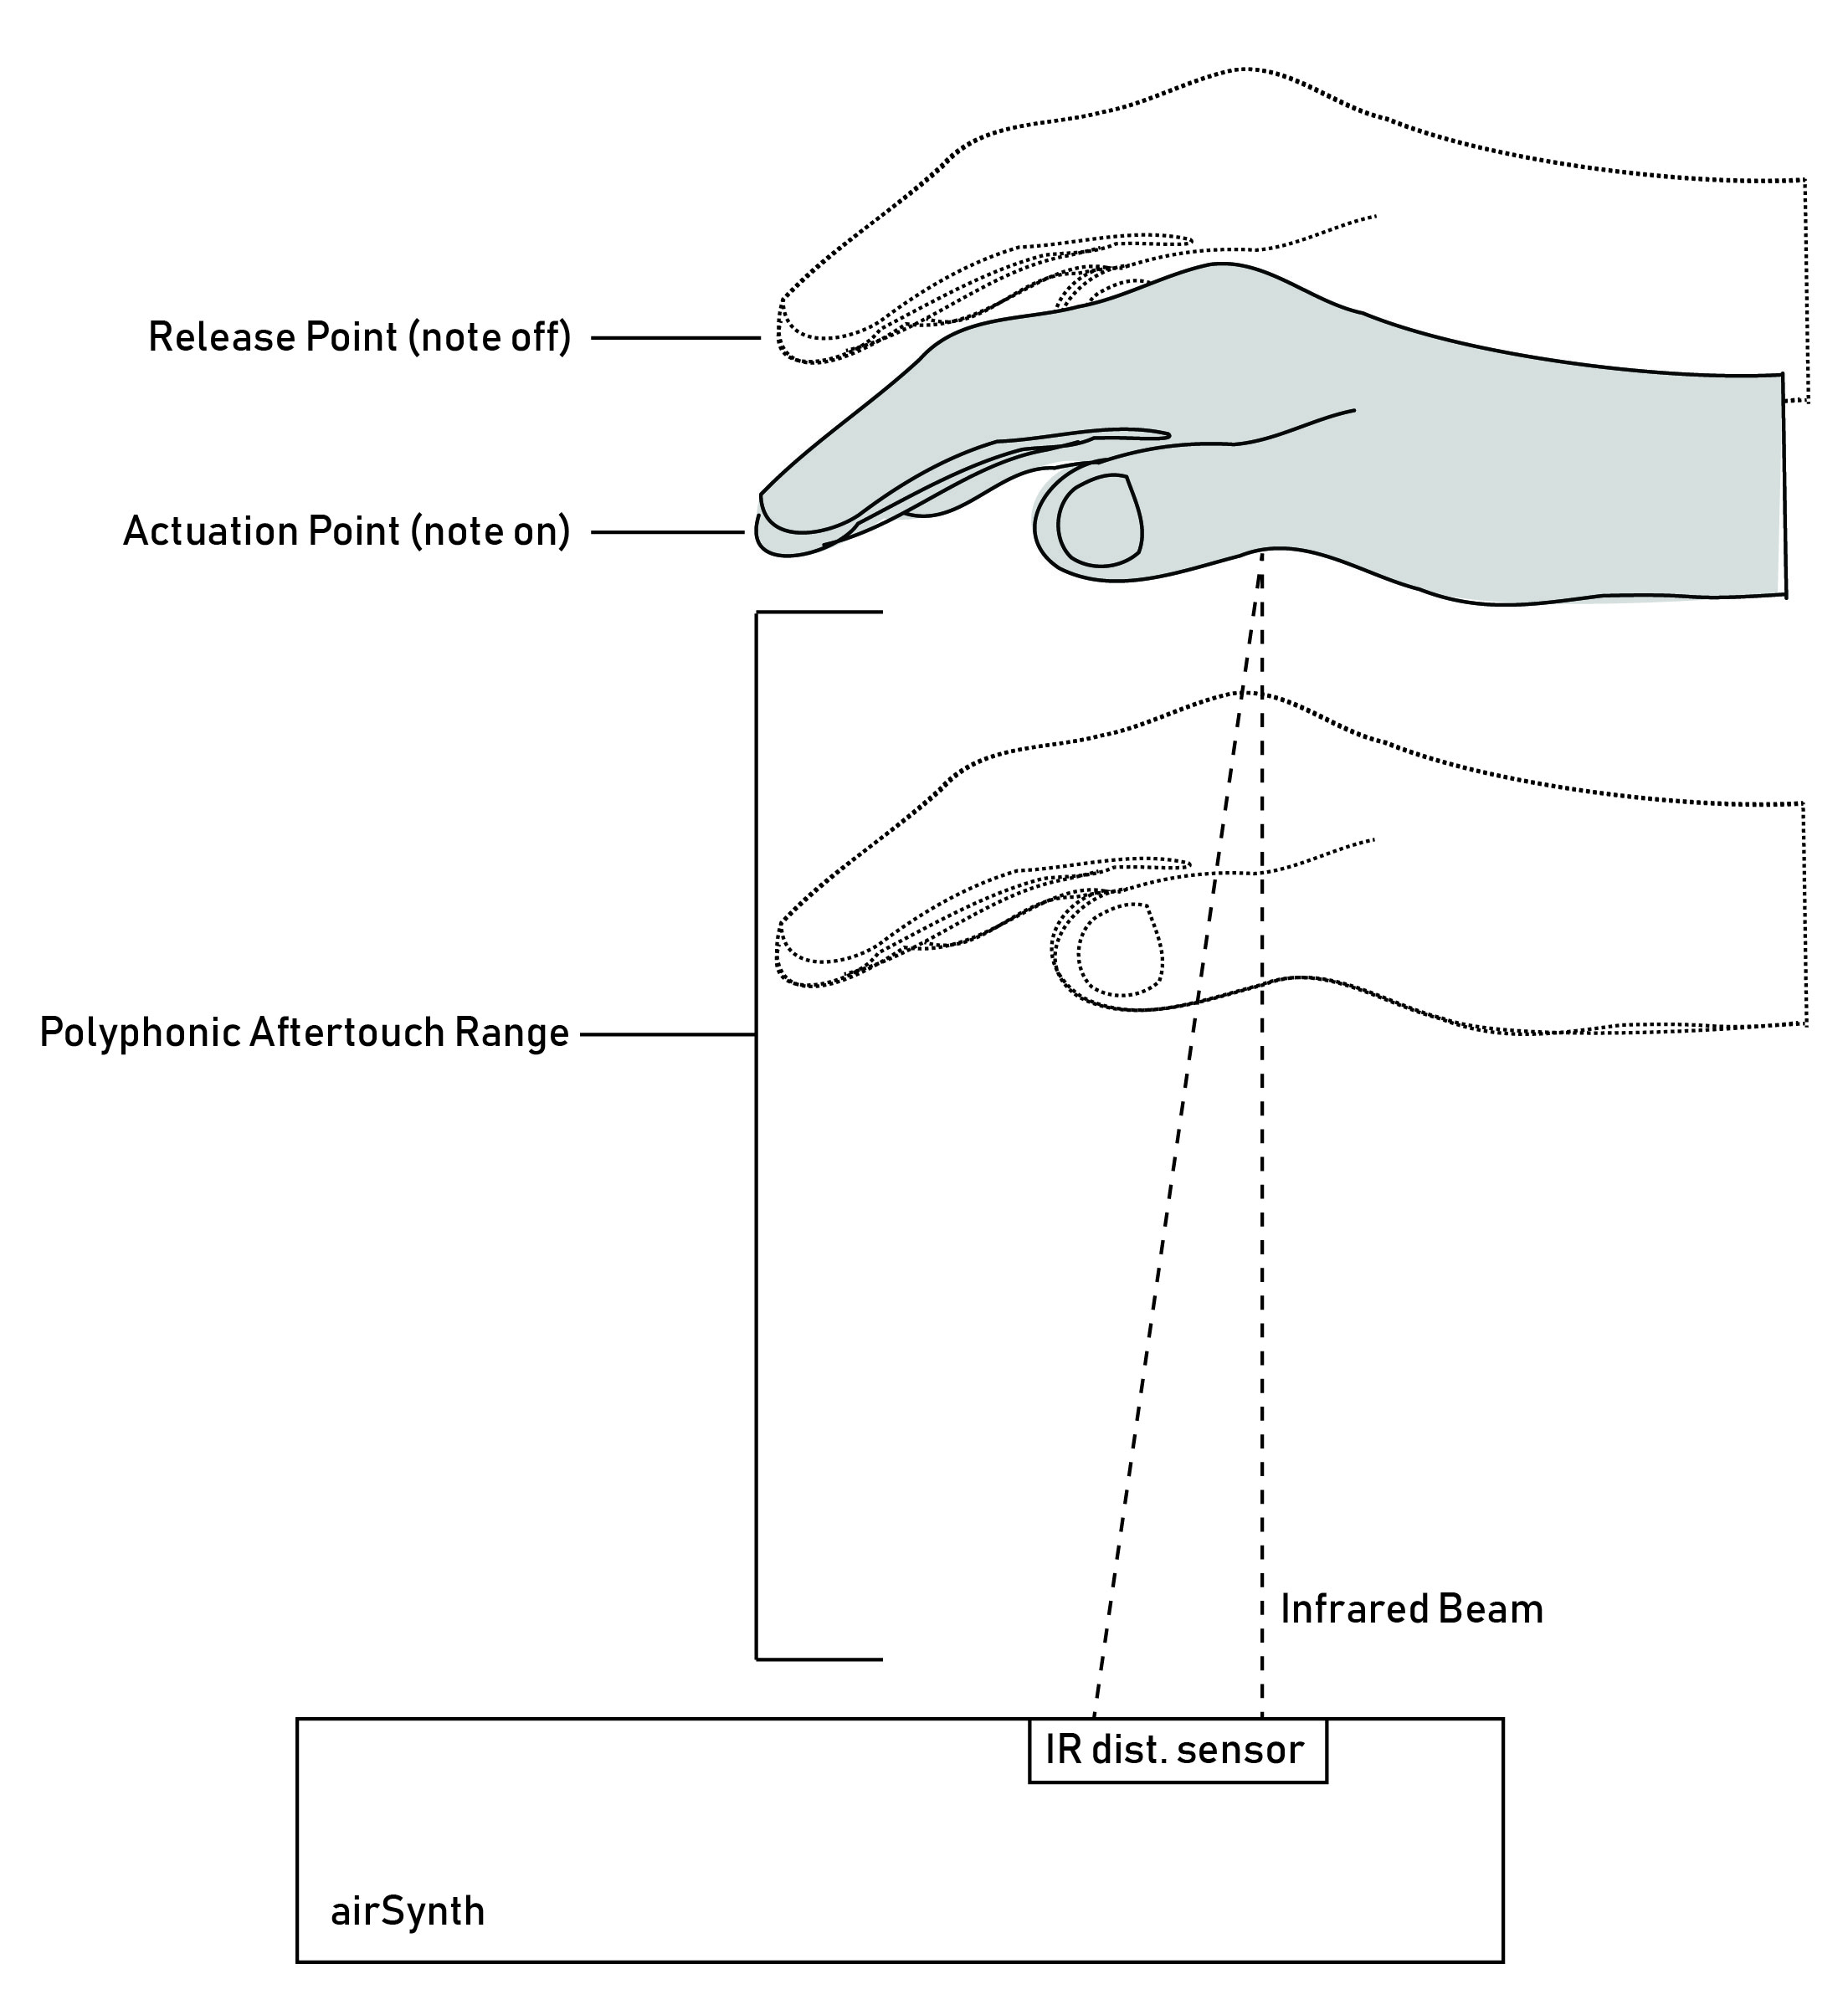 Release Point (note off)
Actuation Point (note on)
Polyphonic Aftertouch Range
Infrared Beam
IR dist. sensor
airSynth